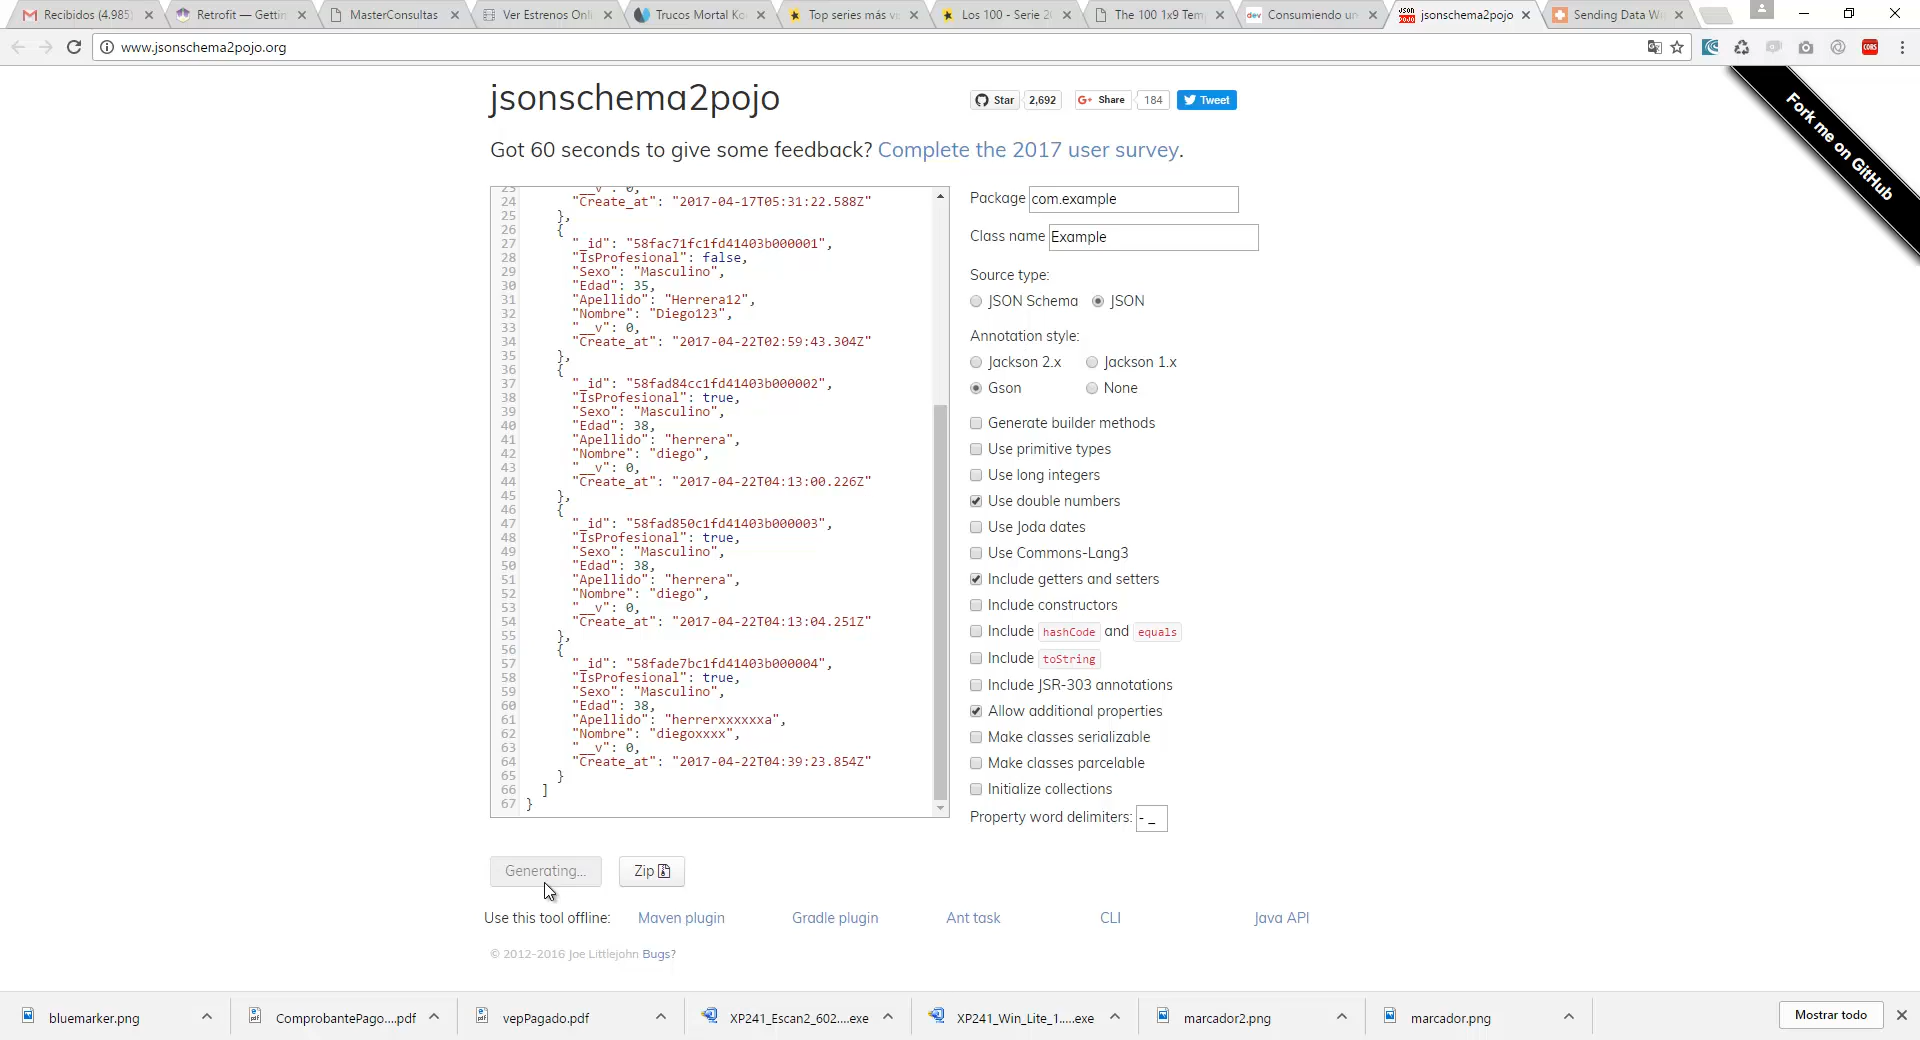 Recibidos (4.985
Retrofit — Gettin
MasterConsultas
Ver Estrenos Onli
Trucos Mortal Ko
Top series más v
Los 100 - Serie 20
The 100 1x9 Tem
Consumiendo un
jsonschema2pojo
Sending Data Wi
www.jsonschema2pojo.org
jsonschema2pojo
Star 2,692 Share 184 Tweet
Fork me on GitHub
Got 60 seconds to give some feedback? Complete the 2017 user survey.
23 "__v": 0,
24 "Create_at": "2017-04-17T05:31:22.588Z"
25 },
26 {
27 "_id": "58fac71fc1fd41403b000001",
28 "IsProfesional": false,
29 "Sexo": "Masculino",
30 "Edad": 35,
31 "Apellido": "Herrera12",
32 "Nombre": "Diego123",
33 "__v": 0,
34 "Create_at": "2017-04-22T02:59:43.304Z"
35 },
36 {
37 "_id": "58fad84cc1fd41403b000002",
38 "IsProfesional": true,
39 "Sexo": "Masculino",
40 "Edad": 38,
41 "Apellido": "herrera",
42 "Nombre": "diego",
43 "__v": 0,
44 "Create_at": "2017-04-22T04:13:00.226Z"
45 },
46 {
47 "_id": "58fad850c1fd41403b000003",
48 "IsProfesional": true,
49 "Sexo": "Masculino",
50 "Edad": 38,
51 "Apellido": "herrera",
52 "Nombre": "diego",
53 "__v": 0,
54 "Create_at": "2017-04-22T04:13:04.251Z"
55 },
56 {
57 "_id": "58fade7bc1fd41403b000004",
58 "IsProfesional": true,
59 "Sexo": "Masculino",
60 "Edad": 38,
61 "Apellido": "herrerxxxxxxa",
62 "Nombre": "diegoxxxx",
63 "__v": 0,
64 "Create_at": "2017-04-22T04:39:23.854Z"
65 }
66 ]
67 }
Package com.example
Class name Example
Source type:
JSON Schema JSON
Annotation style:
Jackson 2.x Jackson 1.x
Gson None
Generate builder methods
Use primitive types
Use long integers
Use double numbers
Use Joda dates
Use Commons-Lang3
Include getters and setters
Include constructors
Include hashCode and equals
Include toString
Include JSR-303 annotations
Allow additional properties
Make classes serializable
Make classes parcelable
Initialize collections
Property word delimiters: - _
Generating... Zip
Use this tool offline: Maven plugin Gradle plugin Ant task CLI Java API
© 2012-2016 Joe Littlejohn Bugs?
bluemarker.png
ComprobantePago....pdf
vepPagado.pdf
XP241_Escan2_602....exe
XP241_Win_Lite_1.....exe
marcador2.png
marcador.png
Mostrar todo